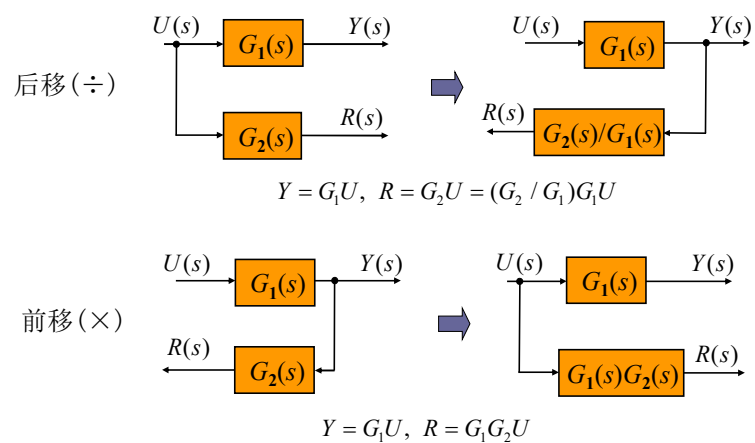 U(s) G₁(s) Y(s) U(s) G₁(s) Y(s)
后移(÷)
G₂(s) R(s) R(s) G₂(s)/G₁(s)
Y = G₁U, R = G₂U = (G₂ / G₁)G₁U
U(s) G₁(s) Y(s) U(s) G₁(s) Y(s)
前移(×)
R(s) G₂(s) G₁(s)G₂(s) R(s)
Y = G₁U, R = G₁G₂U